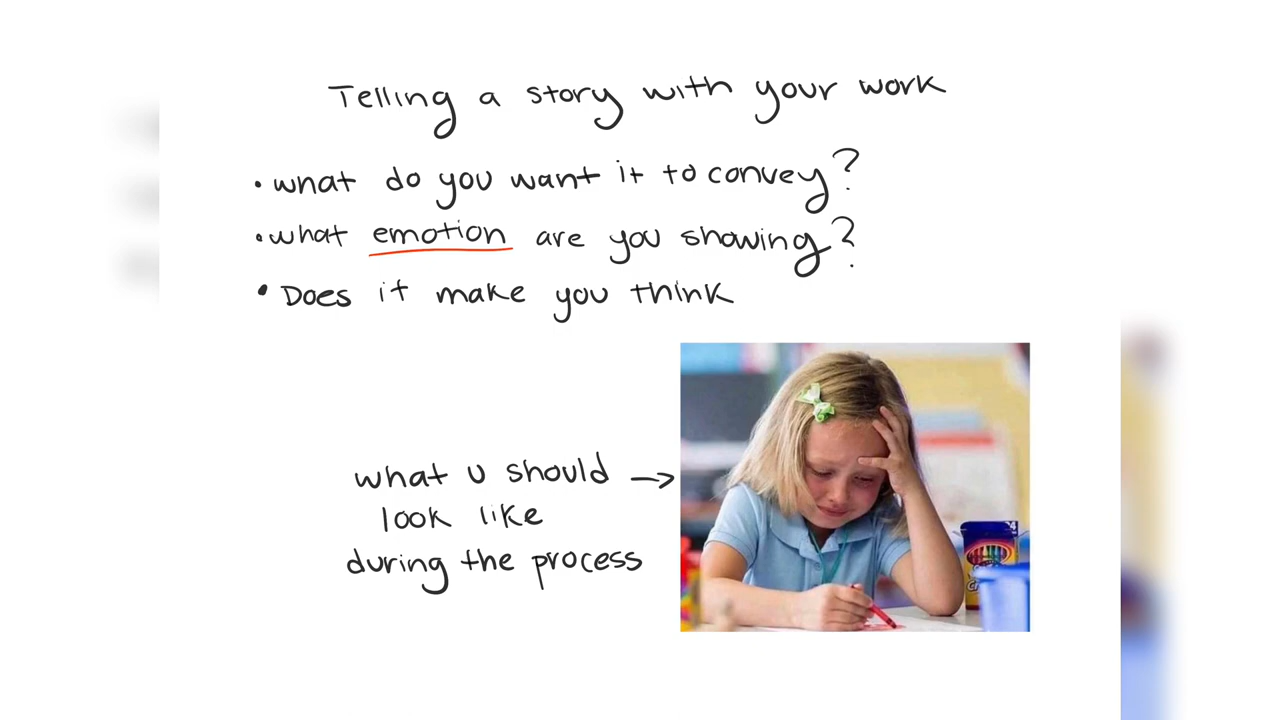 Telling a story with your work
• what do you want it to convey?
• what emotion are you showing?
• Does it make you think
what u should →
look like
during the process